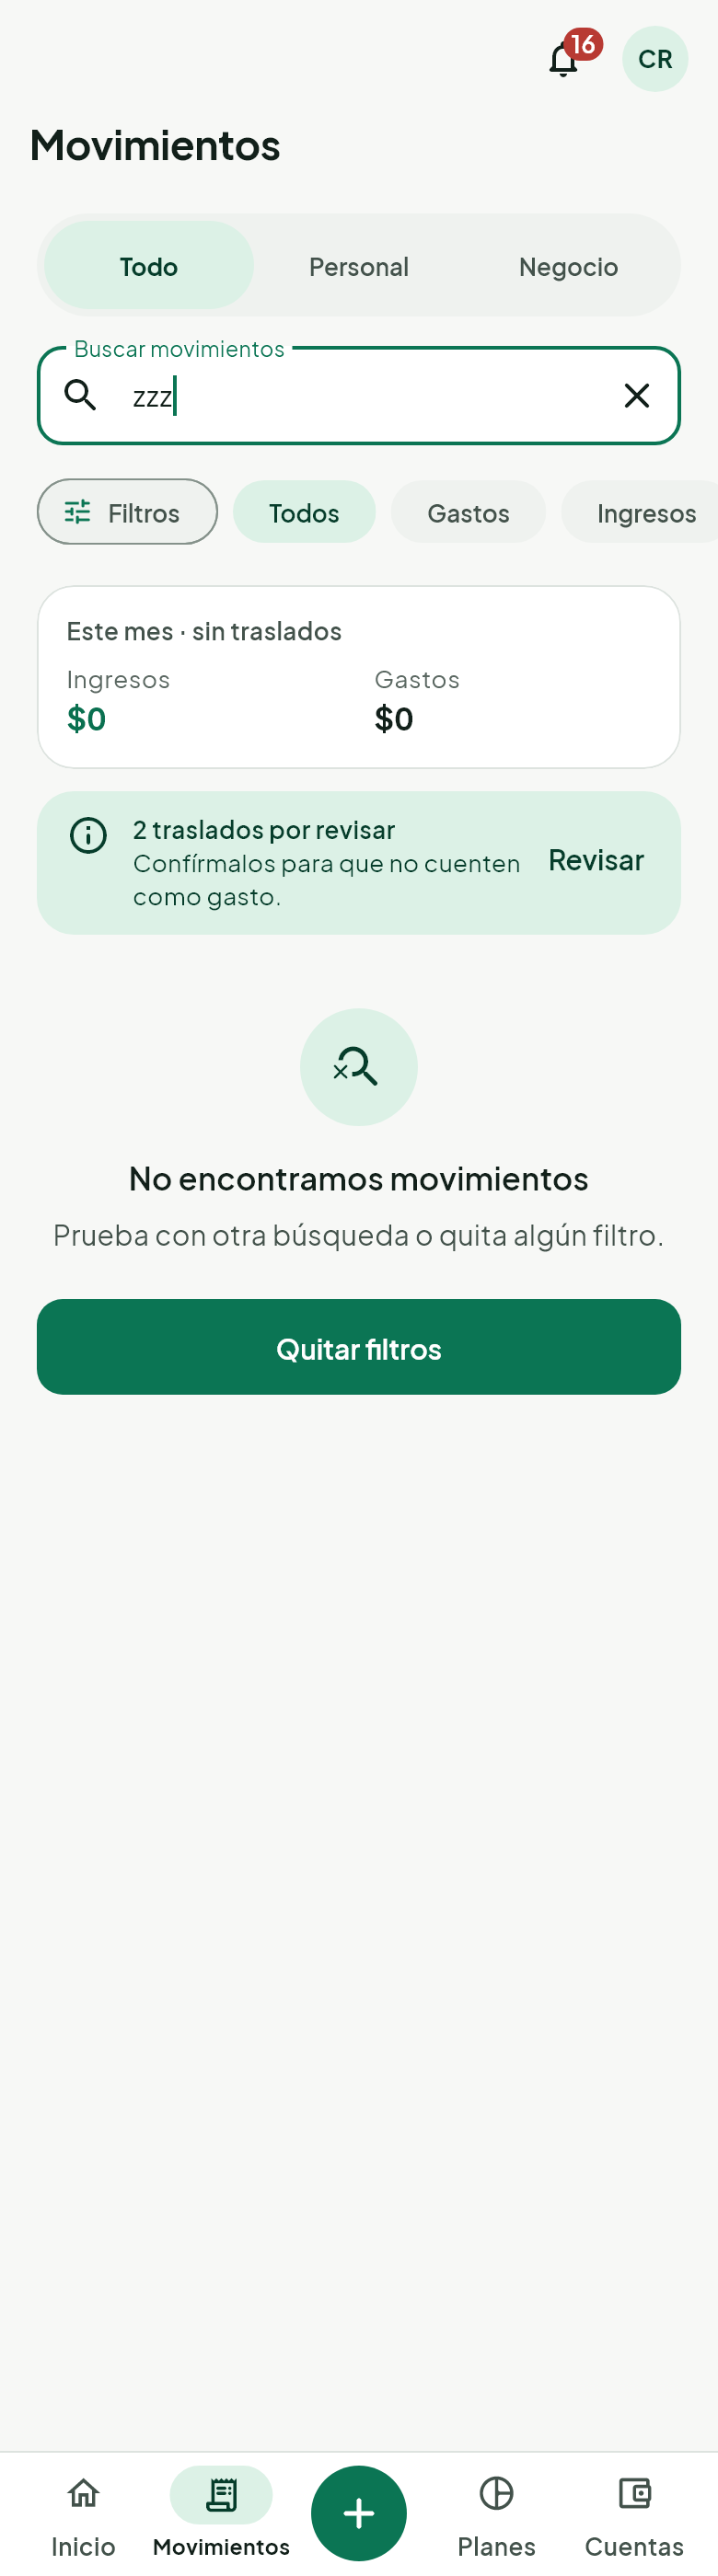 16
CR
Movimientos
Todo
Personal
Negocio
Buscar movimientos
zzz
Filtros
Todos
Gastos
Ingresos
Este mes · sin traslados
Ingresos
Gastos
$0
$0
2 traslados por revisar
Confírmalos para que no cuenten
como gasto.
Revisar
No encontramos movimientos
Prueba con otra búsqueda o quita algún filtro.
Quitar filtros
Inicio
Movimientos
Planes
Cuentas